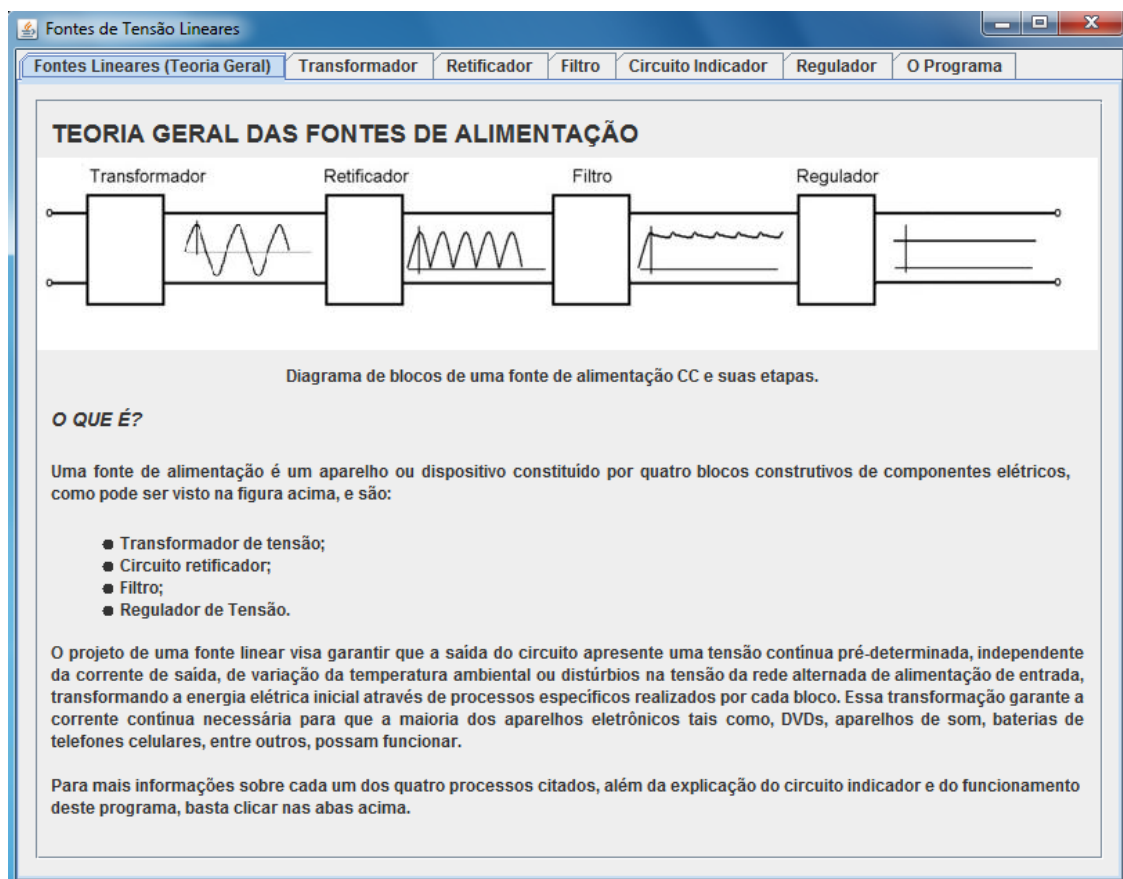 Fontes de Tensão Lineares
Fontes Lineares (Teoria Geral) Transformador Retificador Filtro Circuito Indicador Regulador O Programa
TEORIA GERAL DAS FONTES DE ALIMENTAÇÃO
Transformador Retificador Filtro Regulador
Diagrama de blocos de uma fonte de alimentação CC e suas etapas.
O QUE É?
Uma fonte de alimentação é um aparelho ou dispositivo constituído por quatro blocos construtivos de componentes elétricos,
como pode ser visto na figura acima, e são:
● Transformador de tensão;
● Circuito retificador;
● Filtro;
● Regulador de Tensão.
O projeto de uma fonte linear visa garantir que a saída do circuito apresente uma tensão contínua pré-determinada, independente
da corrente de saída, de variação da temperatura ambiental ou distúrbios na tensão da rede alternada de alimentação de entrada,
transformando a energia elétrica inicial através de processos específicos realizados por cada bloco. Essa transformação garante a
corrente contínua necessária para que a maioria dos aparelhos eletrônicos tais como, DVDs, aparelhos de som, baterias de
telefones celulares, entre outros, possam funcionar.
Para mais informações sobre cada um dos quatro processos citados, além da explicação do circuito indicador e do funcionamento
deste programa, basta clicar nas abas acima.